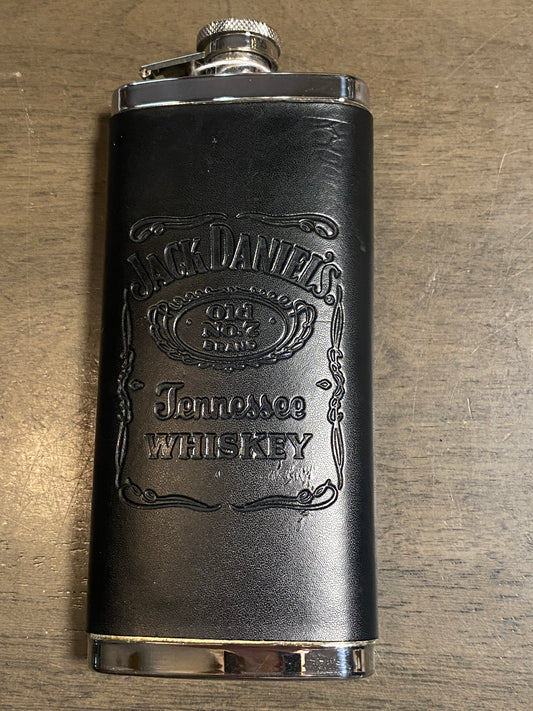 JACK DANIEL'S
Old
No.7
BRAND
Tennessee
WHISKEY